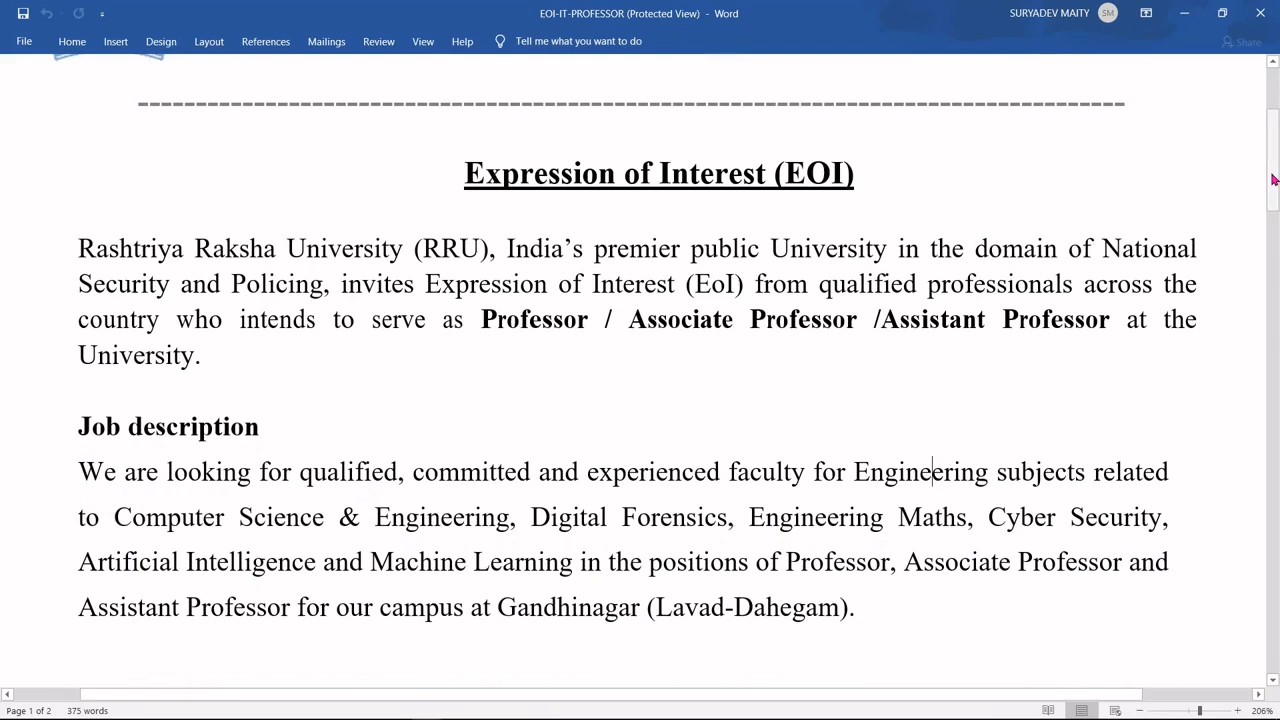 EOI-IT-PROFESSOR (Protected View) - Word
SURYADEV MAITY SM
File Home Insert Design Layout References Mailings Review View Help Tell me what you want to do Share
Expression of Interest (EOI)
Rashtriya Raksha University (RRU), India’s premier public University in the domain of National
Security and Policing, invites Expression of Interest (EoI) from qualified professionals across the
country who intends to serve as Professor / Associate Professor /Assistant Professor at the
University.
Job description
We are looking for qualified, committed and experienced faculty for Engineering subjects related
to Computer Science & Engineering, Digital Forensics, Engineering Maths, Cyber Security,
Artificial Intelligence and Machine Learning in the positions of Professor, Associate Professor and
Assistant Professor for our campus at Gandhinagar (Lavad-Dahegam).
Page 1 of 2 375 words 206%